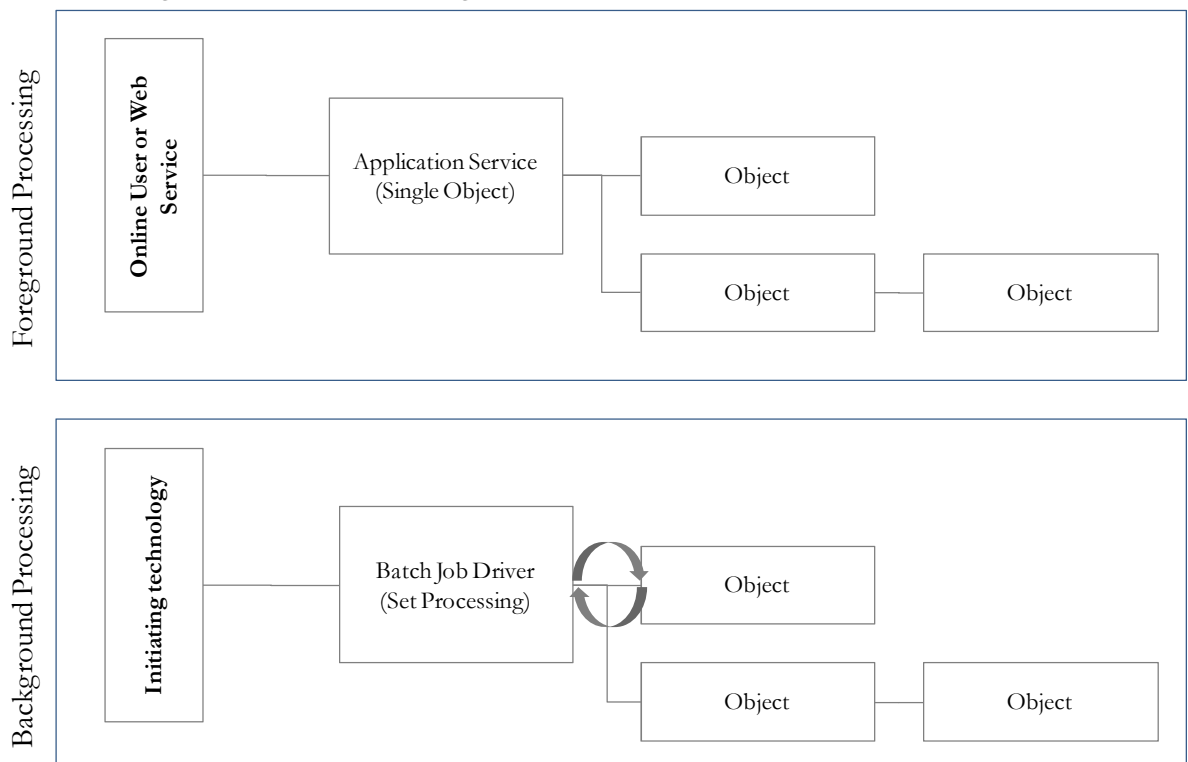 Foreground Processing
Online User or Web
Service
Application Service
(Single Object)
Object
Object
Object
Background Processing
Initiating technology
Batch Job Driver
(Set Processing)
Object
Object
Object